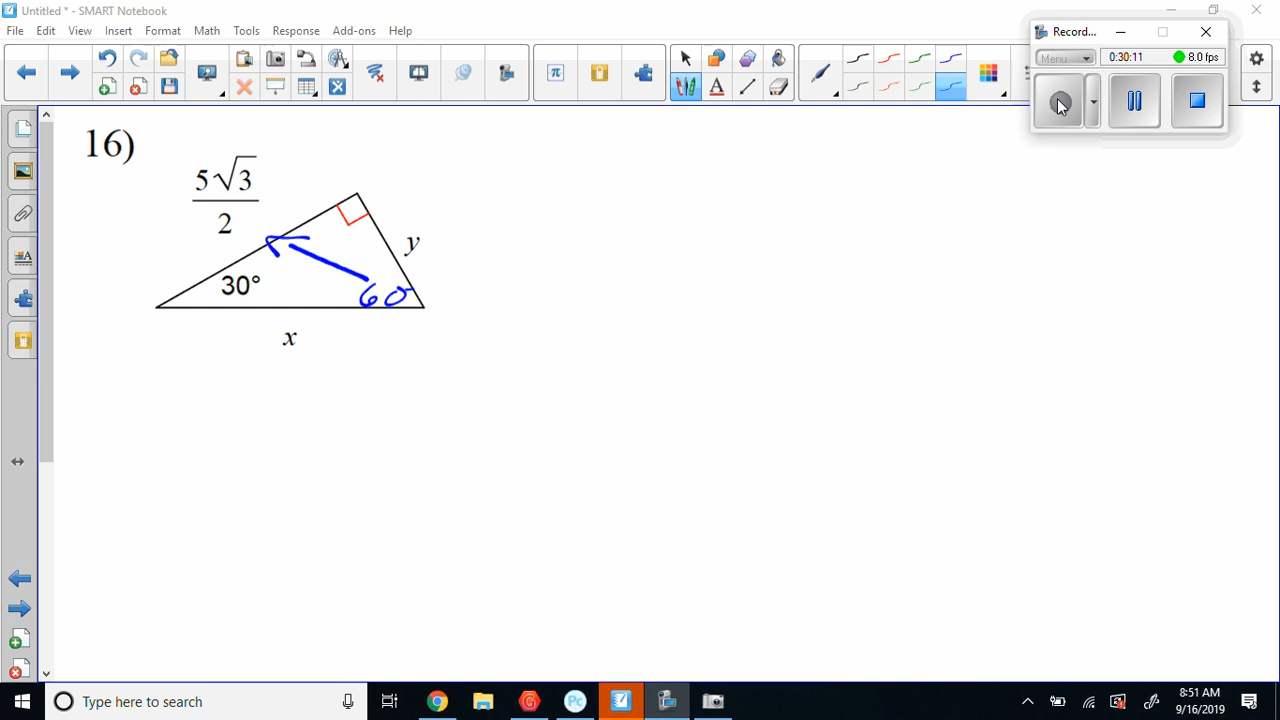 Untitled * - SMART Notebook
File Edit View Insert Format Math Tools Response Add-ons Help
Record...
Menu 0:30:11 8.0 fps
π
A
16)
5√3
2
y
30°
60
x
Type here to search
Pc
8:51 AM
9/16/2019